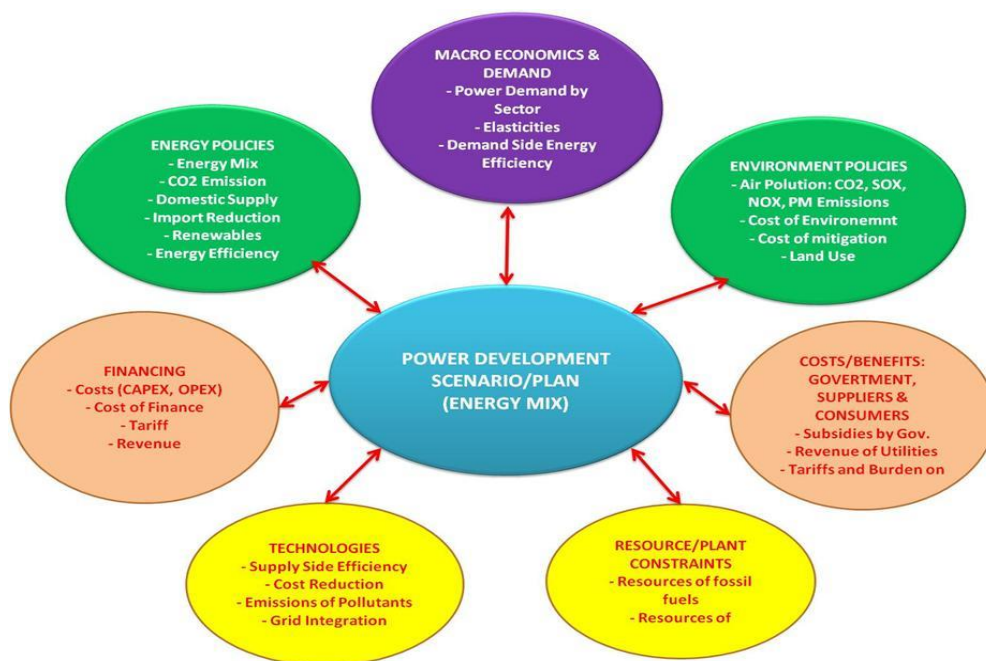 MACRO ECONOMICS &
DEMAND
- Power Demand by
Sector
- Elasticities
- Demand Side Energy
Efficiency
ENERGY POLICIES
- Energy Mix
- CO2 Emission
- Domestic Supply
- Import Reduction
- Renewables
- Energy Efficiency
ENVIRONMENT POLICIES
- Air Polution: CO2, SOX,
NOX, PM Emissions
- Cost of Environemnt
- Cost of mitigation
- Land Use
POWER DEVELOPMENT
SCENARIO/PLAN
(ENERGY MIX)
FINANCING
- Costs (CAPEX, OPEX)
- Cost of Finance
- Tariff
- Revenue
COSTS/BENEFITS:
GOVERTMENT,
SUPPLIERS &
CONSUMERS
- Subsidies by Gov.
- Revenue of Utilities
- Tariffs and Burden on
TECHNOLOGIES
- Supply Side Efficiency
- Cost Reduction
- Emissions of Pollutants
- Grid Integration
RESOURCE/PLANT
CONSTRAINTS
- Resources of fossil
fuels
- Resources of